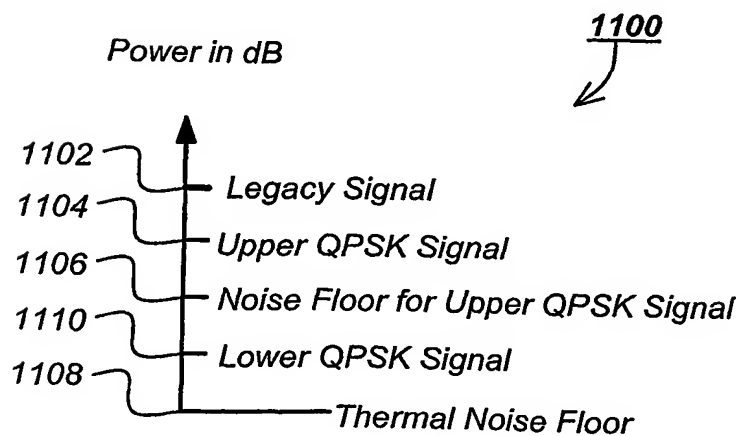 1100
Power in dB
1102
Legacy Signal
1104
Upper QPSK Signal
1106
Noise Floor for Upper QPSK Signal
1110
Lower QPSK Signal
1108
Thermal Noise Floor